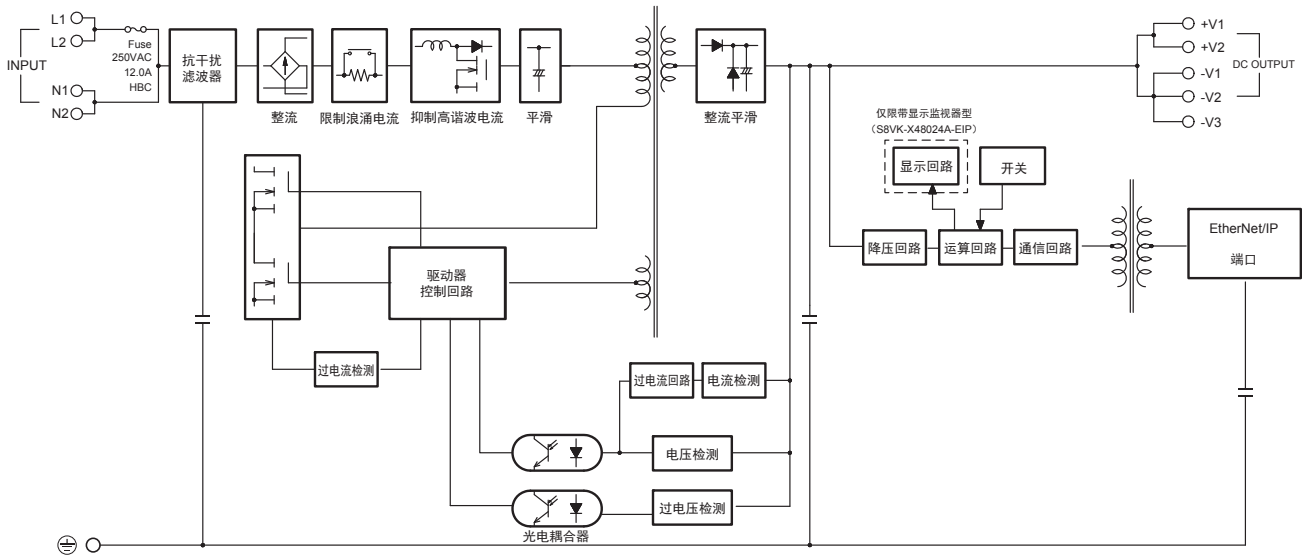 L1
L2
INPUT
N1
N2
Fuse
250VAC
12.0A
HBC
抗干扰
滤波器
整流
限制浪涌电流
抑制高谐波电流
平滑
整流平滑
+V1
+V2
DC OUTPUT
-V1
-V2
-V3
仅限带显示监视器型
(S8VK-X48024A-EIP)
显示回路
开关
降压回路
运算回路
通信回路
EtherNet/IP
端口
驱动器
控制回路
过电流检测
过电流回路
电流检测
电压检测
过电压检测
光电耦合器